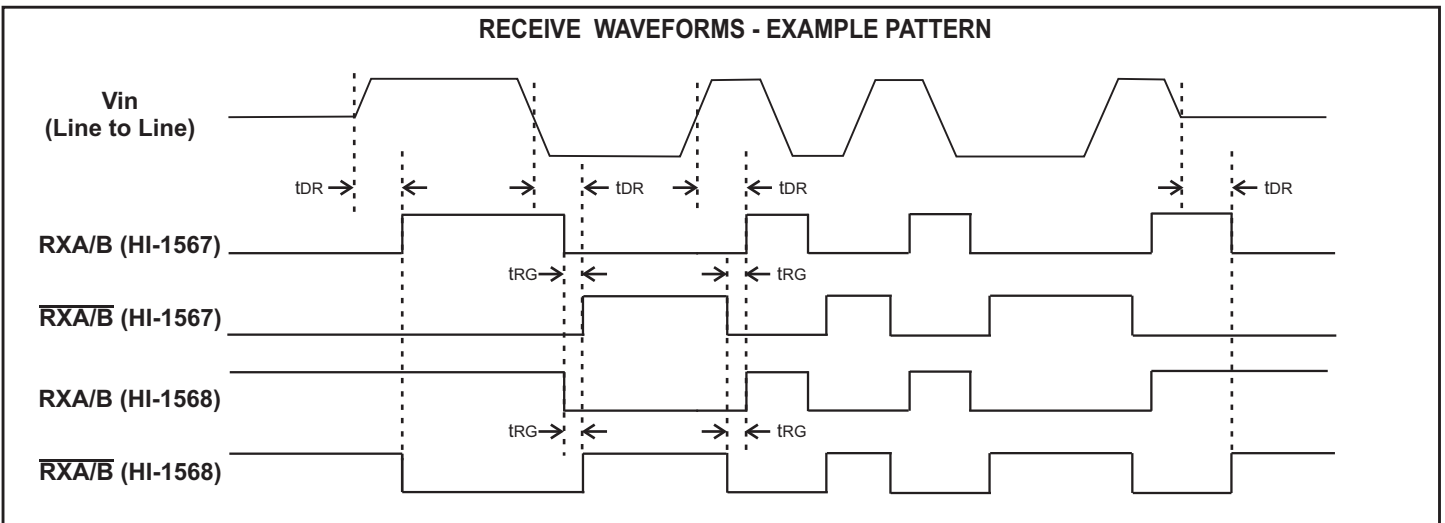 RECEIVE WAVEFORMS - EXAMPLE PATTERN
Vin
(Line to Line)
tDR tDR tDR tDR
RXA/B (HI-1567)
tRG tRG
RXA/B (HI-1567)
RXA/B (HI-1568)
tRG tRG
RXA/B (HI-1568)